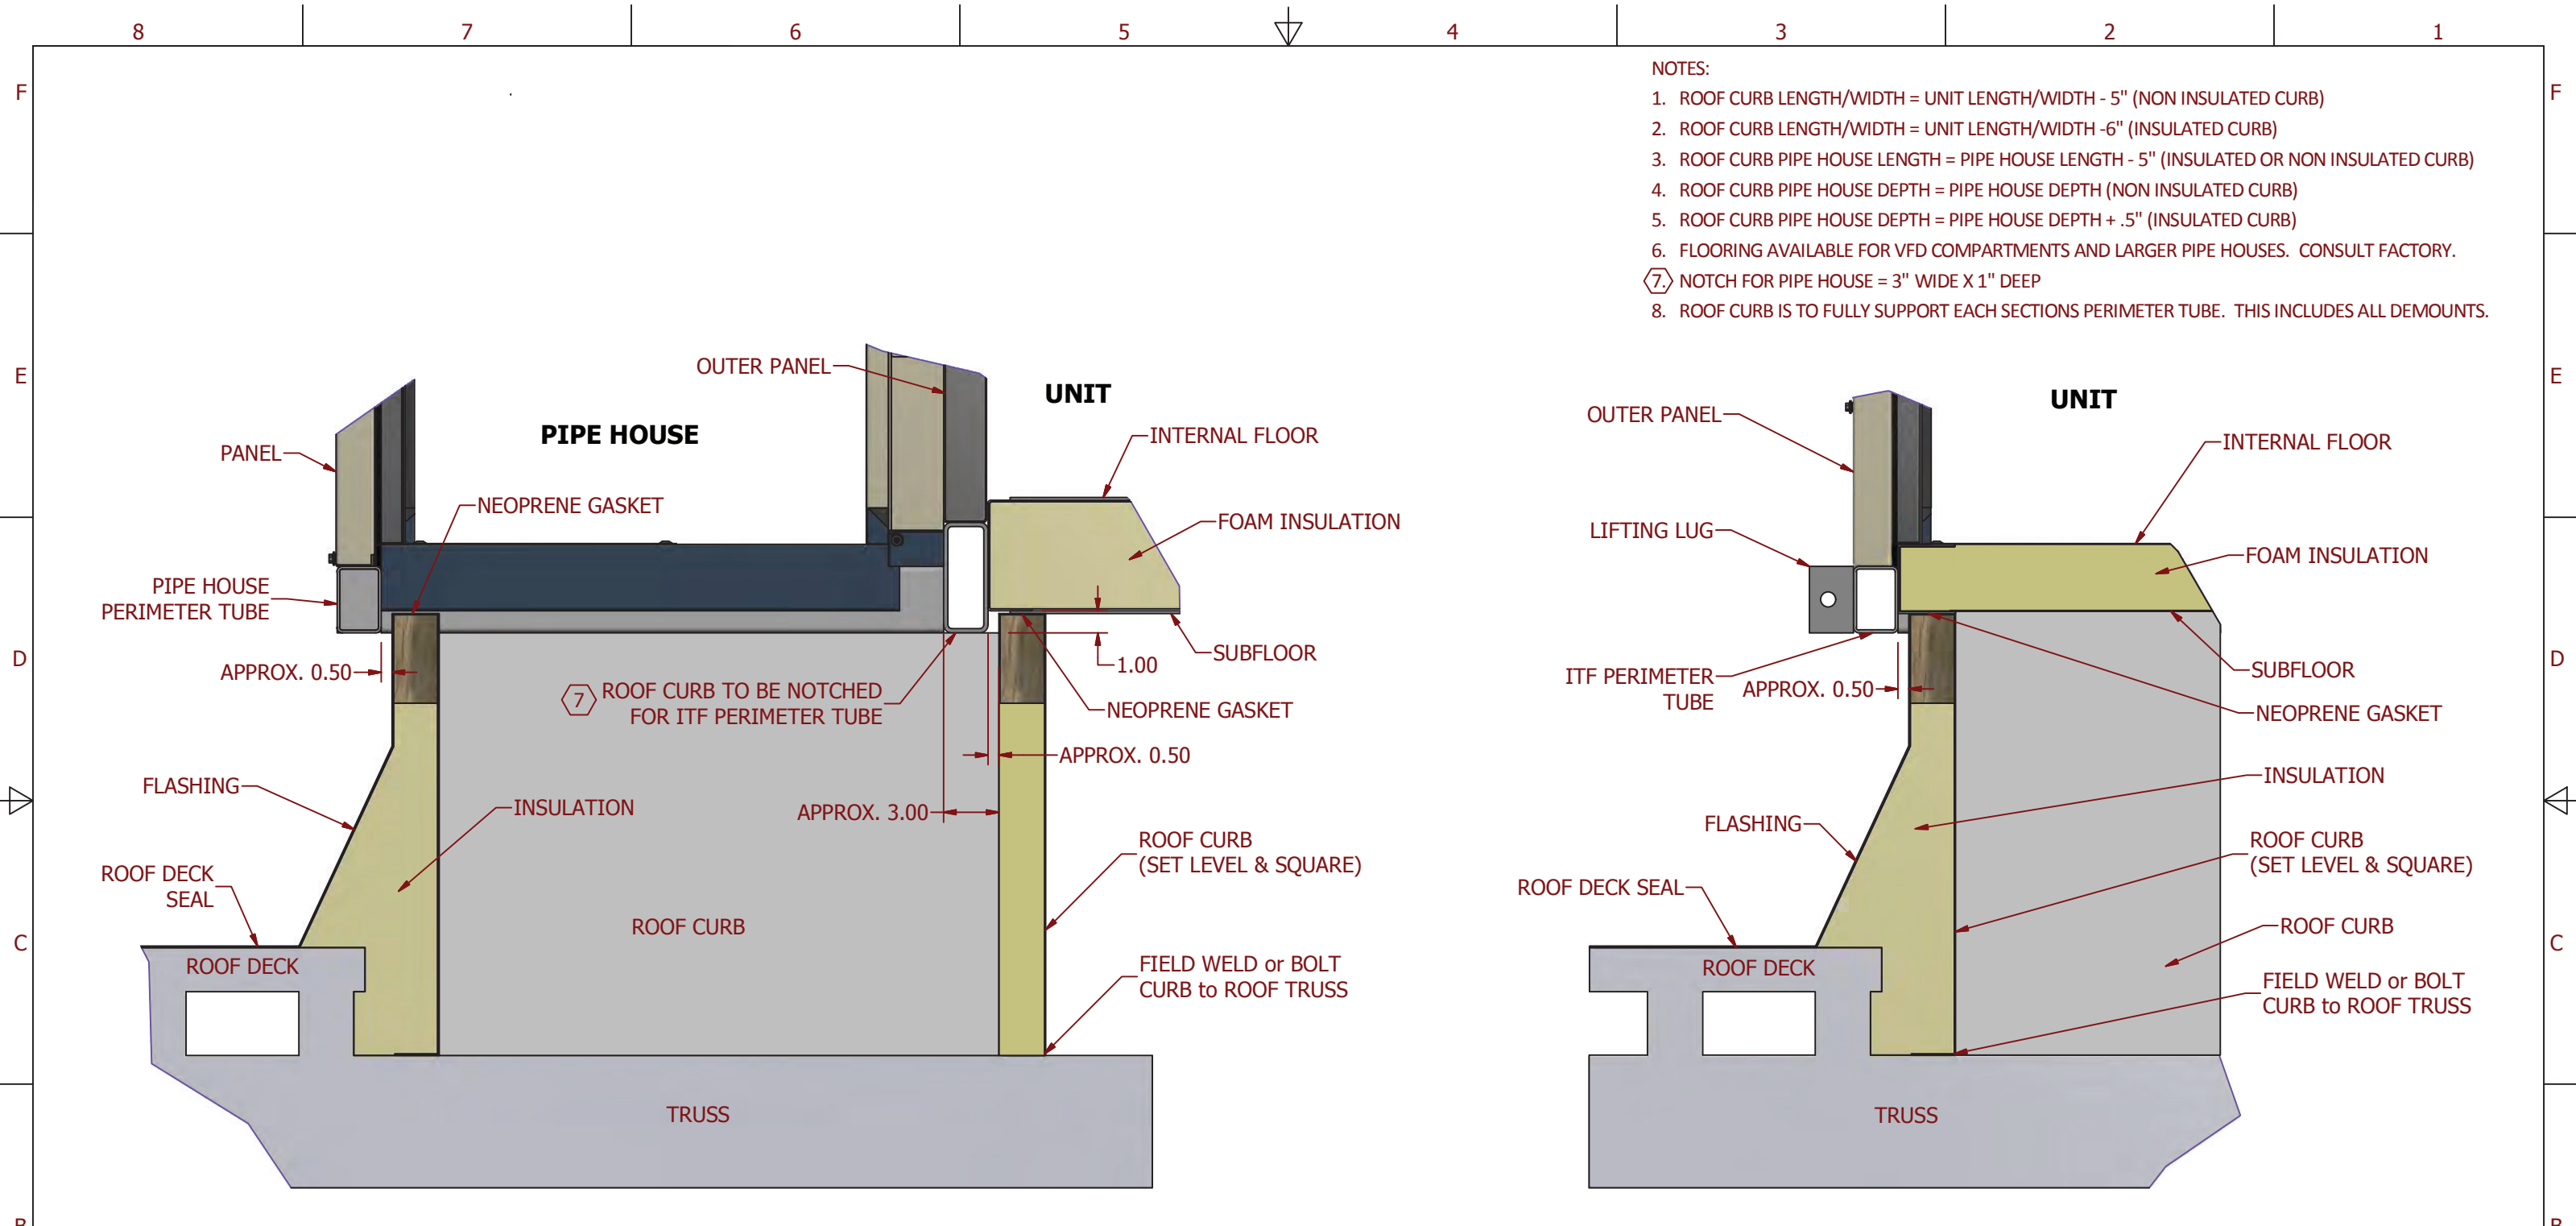 8 7 6 5 4 3 2 1
F F
NOTES:
1. ROOF CURB LENGTH/WIDTH = UNIT LENGTH/WIDTH - 5" (NON INSULATED CURB)
2. ROOF CURB LENGTH/WIDTH = UNIT LENGTH/WIDTH -6" (INSULATED CURB)
3. ROOF CURB PIPE HOUSE LENGTH = PIPE HOUSE LENGTH - 5" (INSULATED OR NON INSULATED CURB)
4. ROOF CURB PIPE HOUSE DEPTH = PIPE HOUSE DEPTH (NON INSULATED CURB)
5. ROOF CURB PIPE HOUSE DEPTH = PIPE HOUSE DEPTH + .5" (INSULATED CURB)
6. FLOORING AVAILABLE FOR VFD COMPARTMENTS AND LARGER PIPE HOUSES. CONSULT FACTORY.
7. NOTCH FOR PIPE HOUSE = 3" WIDE X 1" DEEP
8. ROOF CURB IS TO FULLY SUPPORT EACH SECTIONS PERIMETER TUBE. THIS INCLUDES ALL DEMOUNTS.
E E
OUTER PANEL
UNIT
PIPE HOUSE
PANEL
INTERNAL FLOOR
NEOPRENE GASKET
FOAM INSULATION
PIPE HOUSE
PERIMETER TUBE
D D
APPROX. 0.50
1.00
SUBFLOOR
7 ROOF CURB TO BE NOTCHED
FOR ITF PERIMETER TUBE
NEOPRENE GASKET
APPROX. 0.50
FLASHING
INSULATION
APPROX. 3.00
ROOF CURB
(SET LEVEL & SQUARE)
ROOF DECK
SEAL
ROOF CURB
C C
ROOF DECK
FIELD WELD or BOLT
CURB to ROOF TRUSS
TRUSS
UNIT
OUTER PANEL
INTERNAL FLOOR
LIFTING LUG
FOAM INSULATION
ITF PERIMETER
TUBE
APPROX. 0.50
SUBFLOOR
NEOPRENE GASKET
INSULATION
FLASHING
ROOF CURB
(SET LEVEL & SQUARE)
ROOF DECK SEAL
ROOF CURB
ROOF DECK
FIELD WELD or BOLT
CURB to ROOF TRUSS
TRUSS
B B